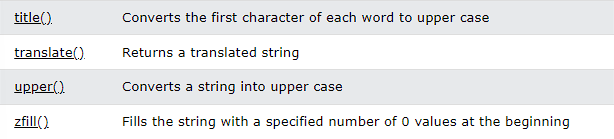 title() Converts the first character of each word to upper case
translate() Returns a translated string
upper() Converts a string into upper case
zfill() Fills the string with a specified number of 0 values at the beginning